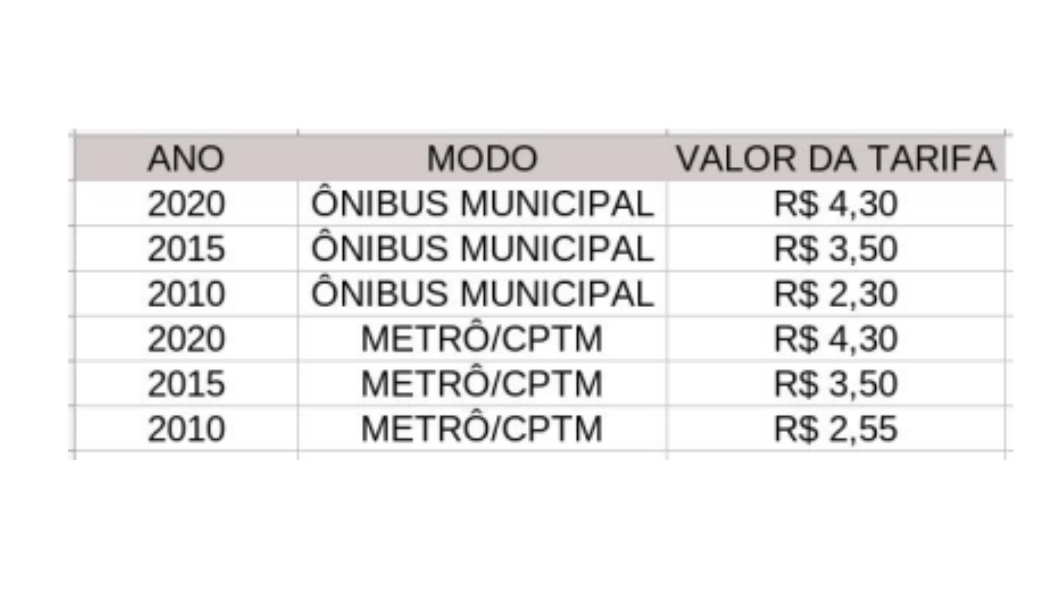 ANO MODO VALOR DA TARIFA
2020 ÔNIBUS MUNICIPAL R$ 4,30
2015 ÔNIBUS MUNICIPAL R$ 3,50
2010 ÔNIBUS MUNICIPAL R$ 2,30
2020 METRÔ/CPTM R$ 4,30
2015 METRÔ/CPTM R$ 3,50
2010 METRÔ/CPTM R$ 2,55